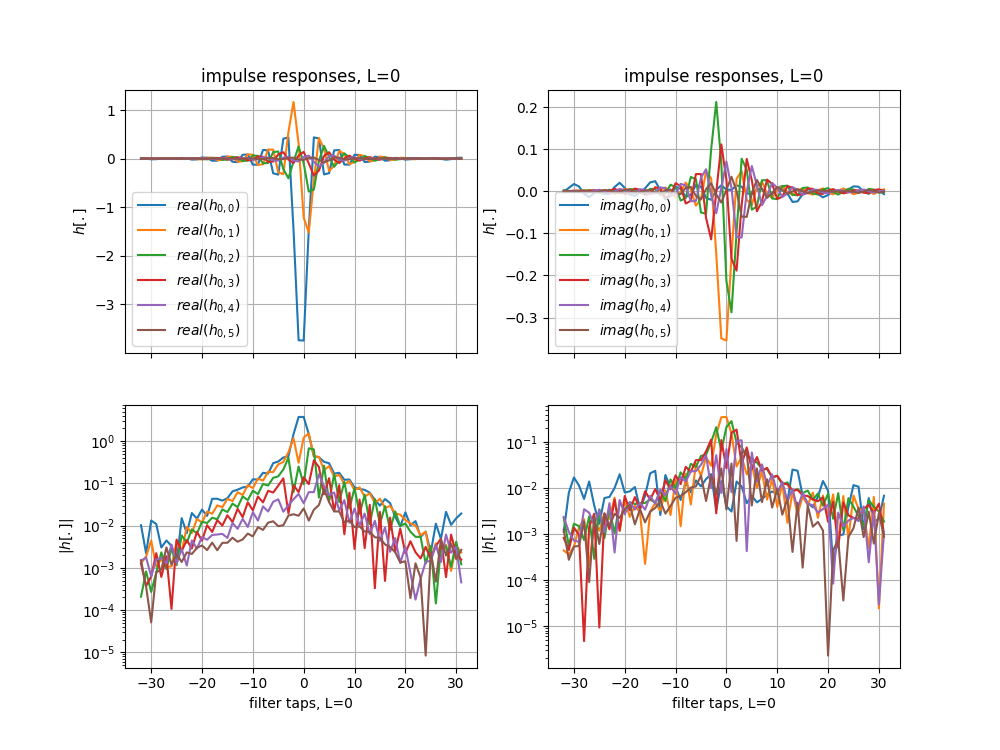 impulse responses, L=0
impulse responses, L=0
1
0
−1
−2
−3
h[.]
real(h0,0)
real(h0,1)
real(h0,2)
real(h0,3)
real(h0,4)
real(h0,5)
0.2
0.1
0.0
−0.1
−0.2
−0.3
h[.]
imag(h0,0)
imag(h0,1)
imag(h0,2)
imag(h0,3)
imag(h0,4)
imag(h0,5)
10⁰
10⁻¹
10⁻²
10⁻³
10⁻⁴
10⁻⁵
|h[.]|
−30 −20 −10 0 10 20 30
filter taps, L=0
10⁻¹
10⁻²
10⁻³
10⁻⁴
10⁻⁵
|h[.]|
−30 −20 −10 0 10 20 30
filter taps, L=0